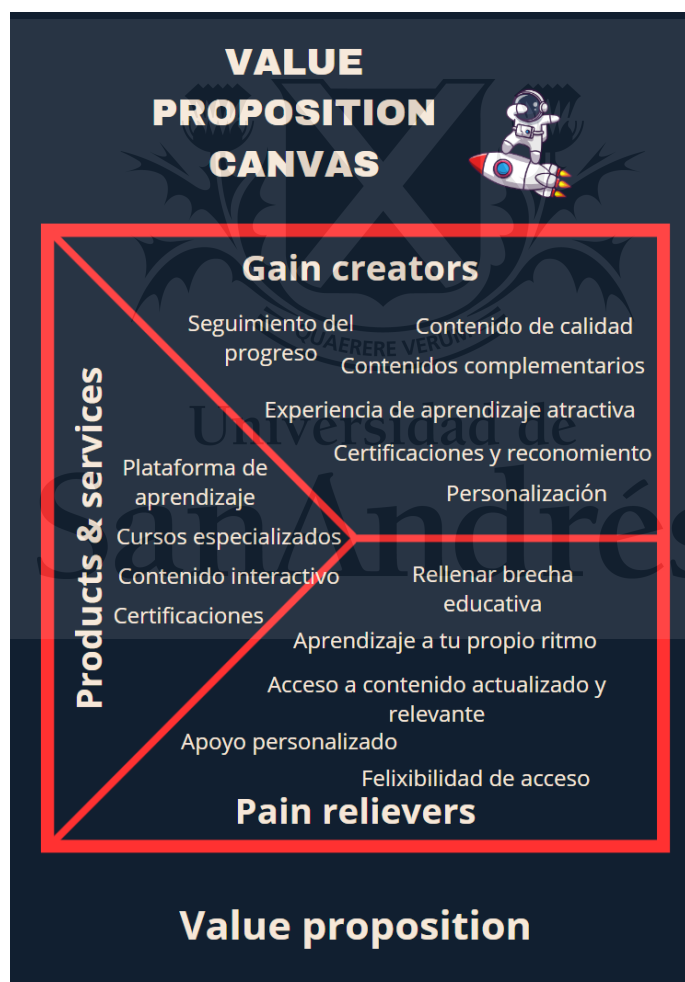 VALUE
PROPOSITION
CANVAS
Gain creators
Seguimiento del
progreso
Contenido de calidad
Contenidos complementarios
Experiencia de aprendizaje atractiva
Certificaciones y reconomiento
Personalización
Products & services
Plataforma de
aprendizaje
Cursos especializados
Contenido interactivo
Certificaciones
Rellenar brecha
educativa
Aprendizaje a tu propio ritmo
Acceso a contenido actualizado y
relevante
Apoyo personalizado
Felixibilidad de acceso
Pain relievers
Value proposition
QUAERERE VERUM
Universidad de
SanAndrés